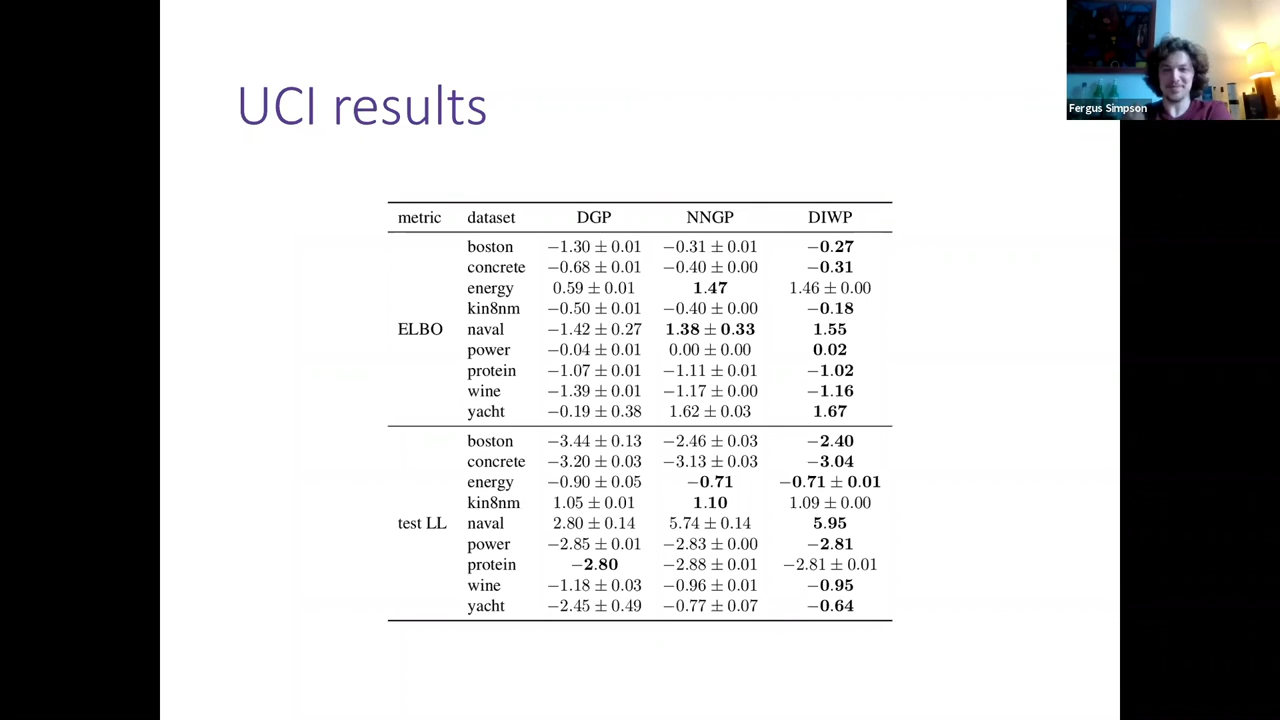 UCI results
Fergus Simpson
metric dataset DGP NNGP DIWP
boston −1.30 ± 0.01 −0.31 ± 0.01 −0.27
concrete −0.68 ± 0.01 −0.40 ± 0.00 −0.31
energy 0.59 ± 0.01 1.47 1.46 ± 0.00
kin8nm −0.50 ± 0.01 −0.40 ± 0.00 −0.18
ELBO naval −1.42 ± 0.27 1.38 ± 0.33 1.55
power −0.04 ± 0.01 0.00 ± 0.00 0.02
protein −1.07 ± 0.01 −1.11 ± 0.01 −1.02
wine −1.39 ± 0.01 −1.17 ± 0.00 −1.16
yacht −0.19 ± 0.38 1.62 ± 0.03 1.67
boston −3.44 ± 0.13 −2.46 ± 0.03 −2.40
concrete −3.20 ± 0.03 −3.13 ± 0.03 −3.04
energy −0.90 ± 0.05 −0.71 −0.71 ± 0.01
kin8nm 1.05 ± 0.01 1.10 1.09 ± 0.00
test LL naval 2.80 ± 0.14 5.74 ± 0.14 5.95
power −2.85 ± 0.01 −2.83 ± 0.00 −2.81
protein −2.80 −2.88 ± 0.01 −2.81 ± 0.01
wine −1.18 ± 0.03 −0.96 ± 0.01 −0.95
yacht −2.45 ± 0.49 −0.77 ± 0.07 −0.64